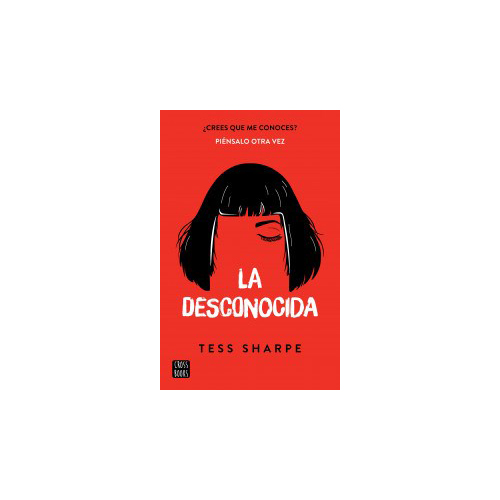 ¿CREES QUE ME CONOCES?
PIÉNSALO OTRA VEZ
LA
DESCONOCIDA
TESS SHARPE
CROSS
BOOKS